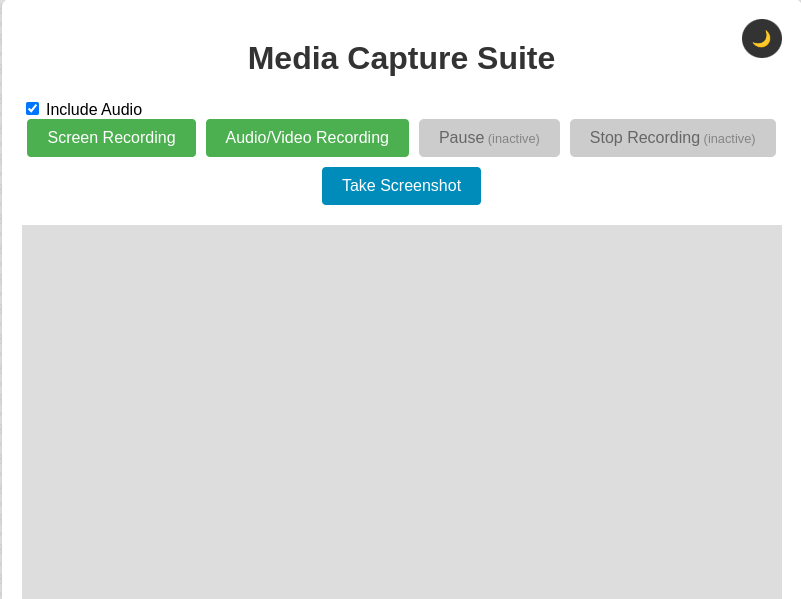 Media Capture Suite
Include Audio
Screen Recording Audio/Video Recording Pause (inactive) Stop Recording (inactive)
Take Screenshot